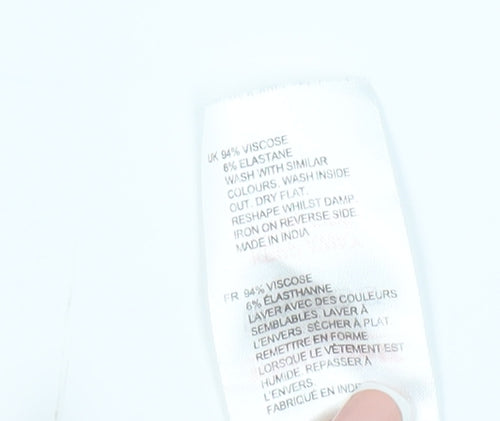 UK 94% VISCOSE
6% ELASTANE
WASH WITH SIMILAR
COLOURS. WASH INSIDE
OUT. DRY FLAT.
RESHAPE WHILST DAMP.
IRON ON REVERSE SIDE
MADE IN INDIA
FR 94% VISCOSE
6% ÉLASTHANNE
LAVER AVEC DES COULEURS
SEMBLABLES. LAVER À
L'ENVERS. SÉCHER À PLAT
REMETTRE EN FORME
LORSQUE LE VÊTEMENT EST
HUMIDE. REPASSER À
L'ENVERS.
FABRIQUÉ EN